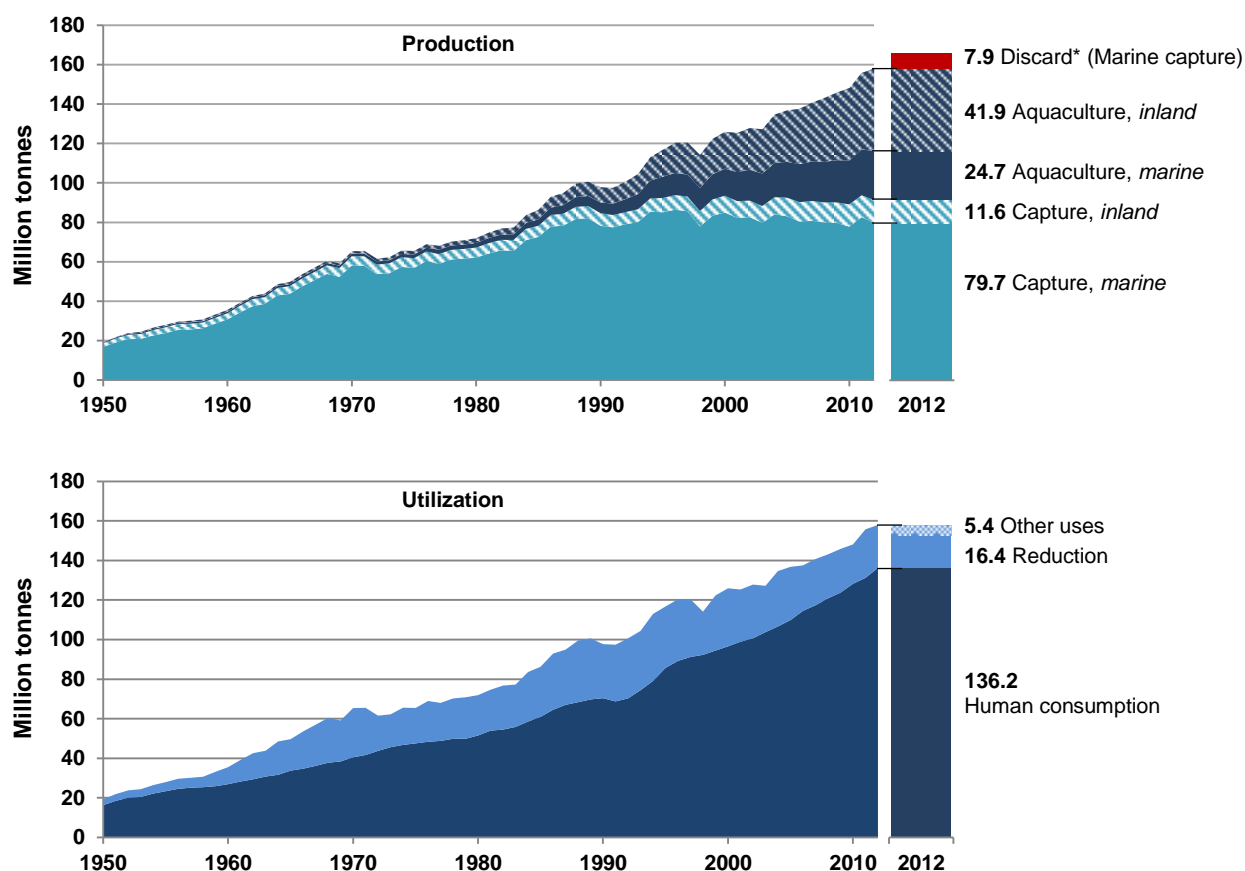 180
Production
160
140
120
100
80
60
40
20
0
Million tonnes
1950 1960 1970 1980 1990 2000 2010 2012
7.9 Discard* (Marine capture)
41.9 Aquaculture, inland
24.7 Aquaculture, marine
11.6 Capture, inland
79.7 Capture, marine
180
Utilization
160
140
120
100
80
60
40
20
0
Million tonnes
1950 1960 1970 1980 1990 2000 2010 2012
5.4 Other uses
16.4 Reduction
136.2
Human consumption